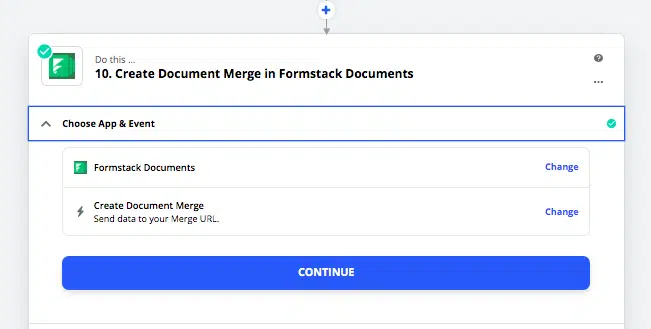 Do this ...
10. Create Document Merge in Formstack Documents
Choose App & Event
Formstack Documents
Change
Create Document Merge
Send data to your Merge URL.
Change
CONTINUE